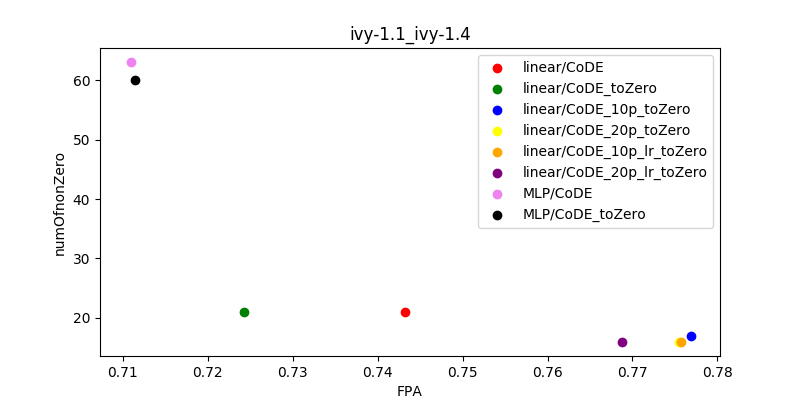 ivy-1.1_ivy-1.4
linear/CoDE
linear/CoDE_toZero
linear/CoDE_10p_toZero
linear/CoDE_20p_toZero
linear/CoDE_10p_lr_toZero
linear/CoDE_20p_lr_toZero
MLP/CoDE
MLP/CoDE_toZero
numOfnonZero
60
50
40
30
20
0.71 0.72 0.73 0.74 0.75 0.76 0.77 0.78
FPA